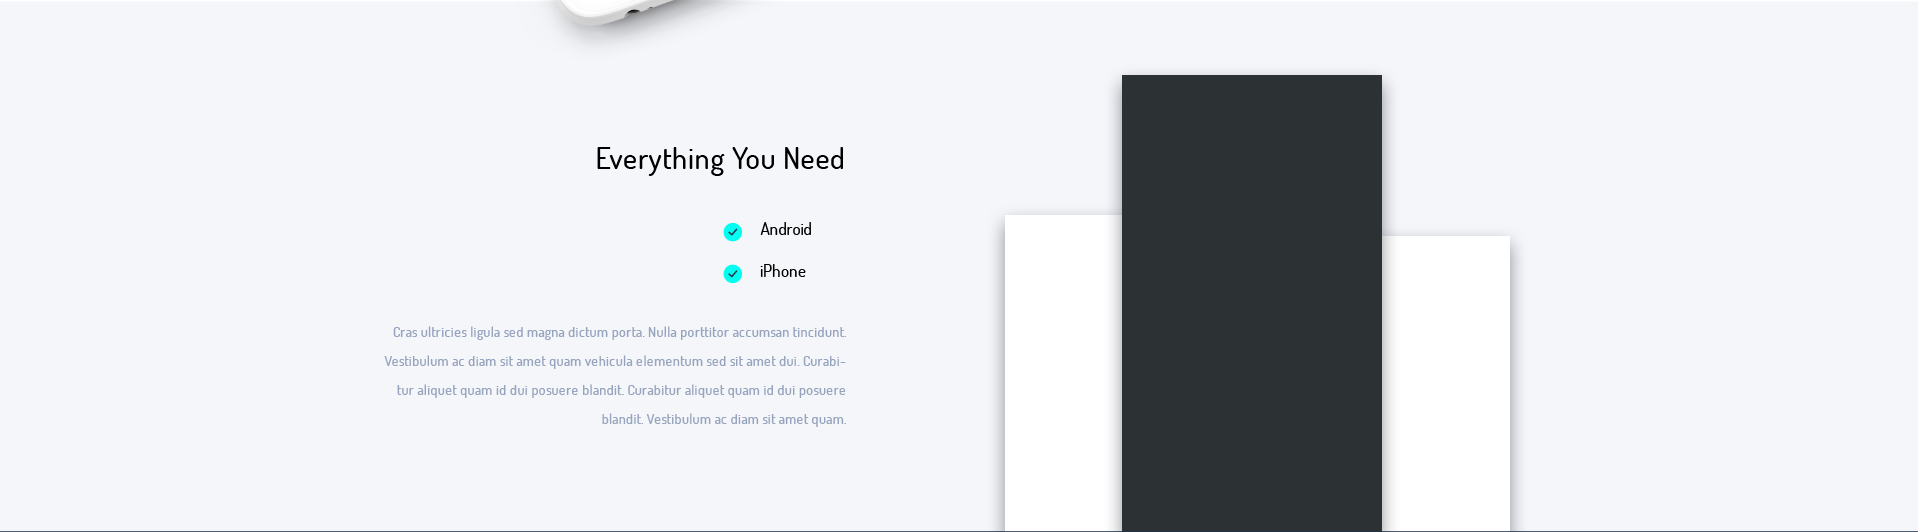 Everything You Need
Android
iPhone
Cras ultricies ligula sed magna dictum porta. Nulla porttitor accumsan tincidunt.
Vestibulum ac diam sit amet quam vehicula elementum sed sit amet dui. Curabi-
tur aliquet quam id dui posuere blandit. Curabitur aliquet quam id dui posuere
blandit. Vestibulum ac diam sit amet quam.